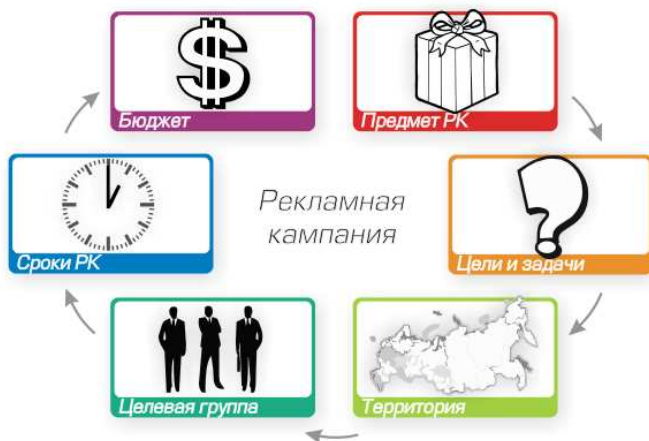 Бюджет
Предмет РК
Рекламная
кампания
Сроки РК
Цели и задачи
Целевая группа
Территория